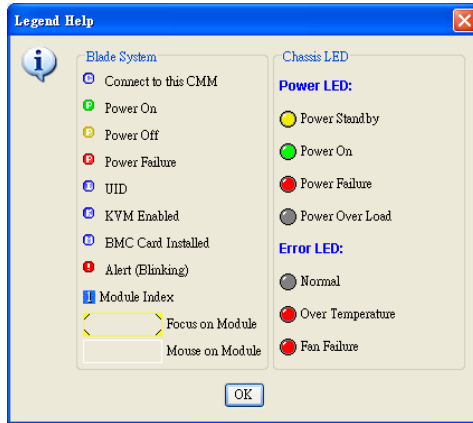 Legend Help
Blade System
Connect to this CMM
Power On
Power Off
Power Failure
UID
KVM Enabled
BMC Card Installed
Alert (Blinking)
Module Index
Focus on Module
Mouse on Module
Chassis LED
Power LED:
Power Standby
Power On
Power Failure
Power Over Load
Error LED:
Normal
Over Temperature
Fan Failure
OK